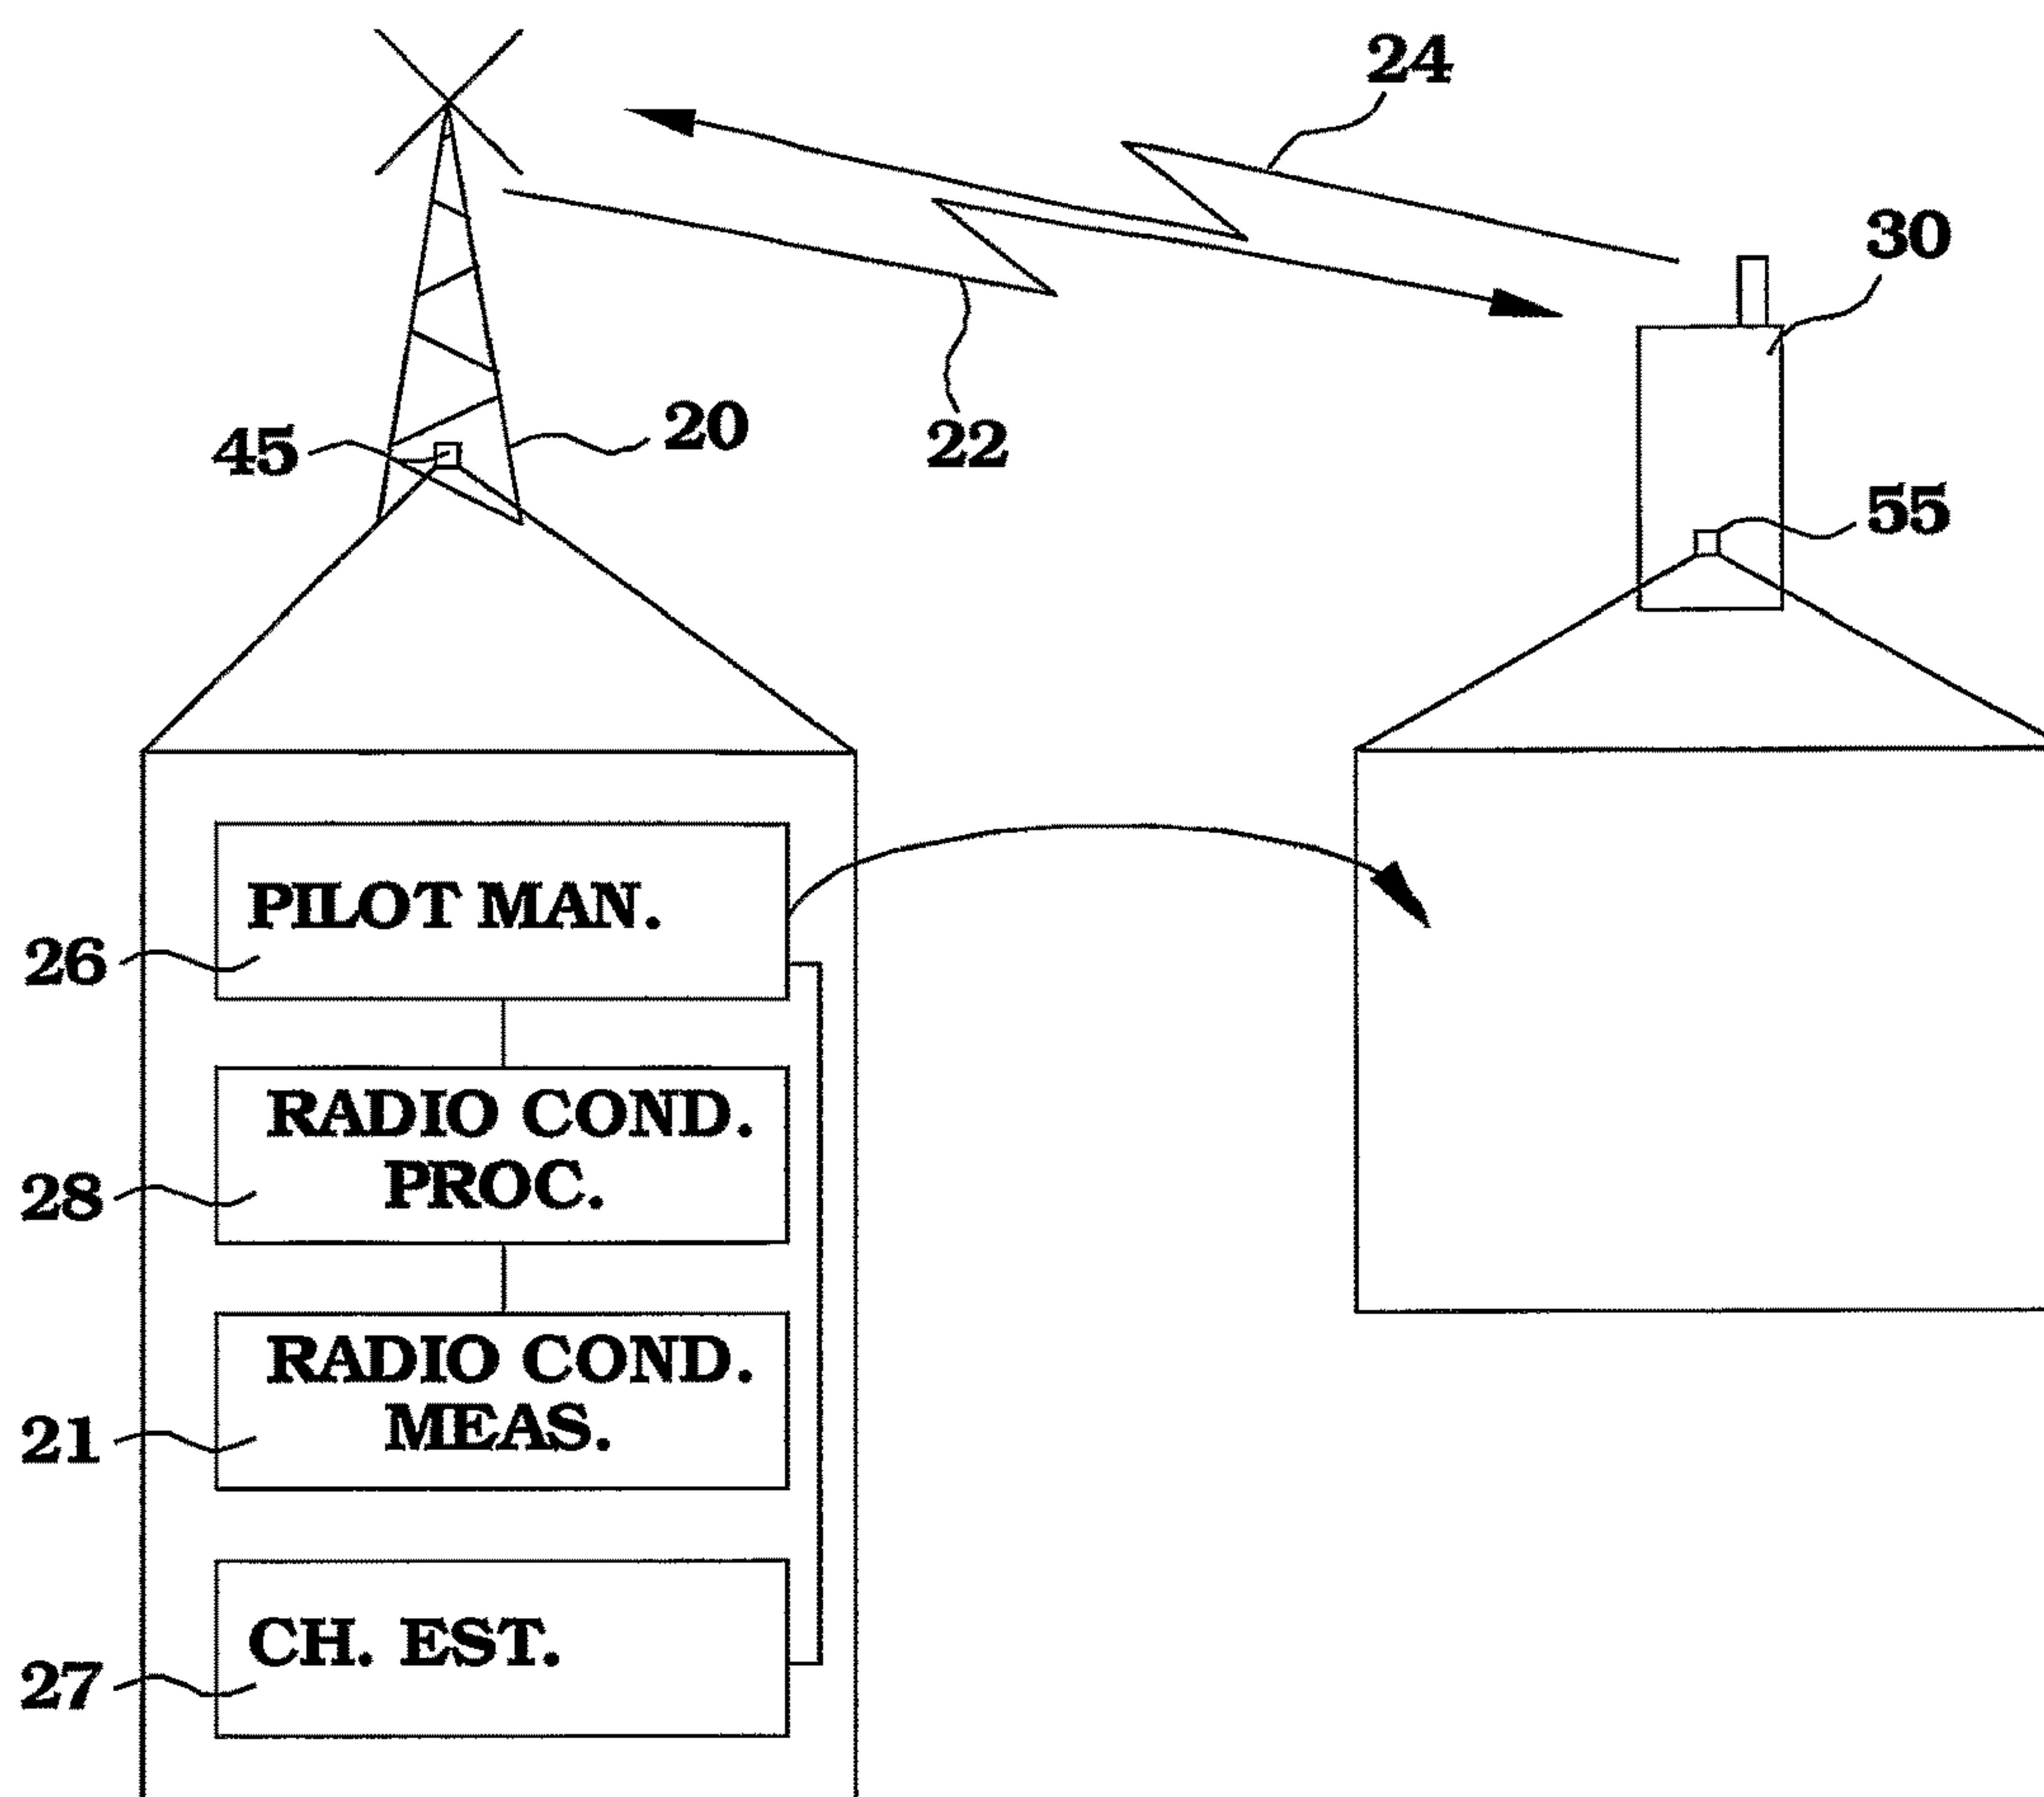 24
30
20
45
22
55
PILOT MAN.
26
RADIO COND.
PROC.
28
RADIO COND.
MEAS.
21
CH. EST.
27